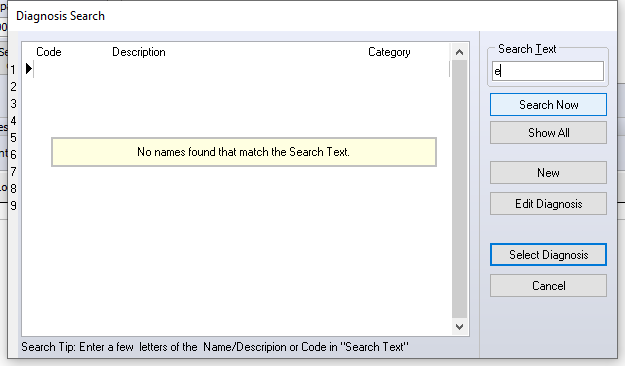 Diagnosis Search
Code Description Category
1
2
3
4
5
6
7
8
9
No names found that match the Search Text.
Search Text
e
Search Now
Show All
New
Edit Diagnosis
Select Diagnosis
Cancel
Search Tip: Enter a few letters of the Name/Descripion or Code in "Search Text"